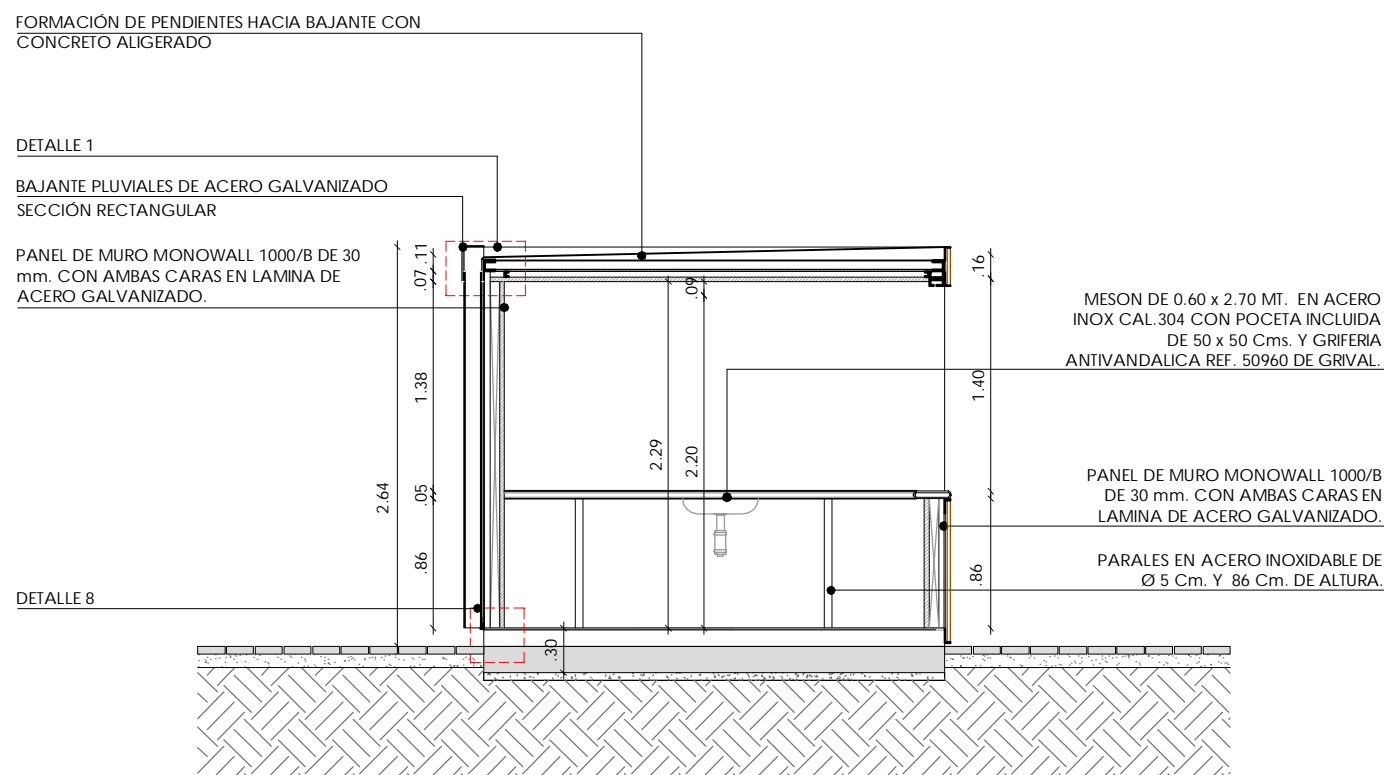 FORMACIÓN DE PENDIENTES HACIA BAJANTE CON
CONCRETO ALIGERADO
DETALLE 1
BAJANTE PLUVIALES DE ACERO GALVANIZADO
SECCIÓN RECTANGULAR
PANEL DE MURO MONOWALL 1000/B DE 30
mm. CON AMBAS CARAS EN LAMINA DE
ACERO GALVANIZADO.
DETALLE 8
2.64
.11
.07
1.38
.05
.86
2.29
.09
2.20
.30
.16
1.40
.86
MESON DE 0.60 x 2.70 MT. EN ACERO
INOX CAL.304 CON POCETA INCLUIDA
DE 50 x 50 Cms. Y GRIFERIA
ANTIVANDALICA REF. 50960 DE GRIVAL.
PANEL DE MURO MONOWALL 1000/B
DE 30 mm. CON AMBAS CARAS EN
LAMINA DE ACERO GALVANIZADO.
PARALES EN ACERO INOXIDABLE DE
Ø 5 Cm. Y 86 Cm. DE ALTURA.